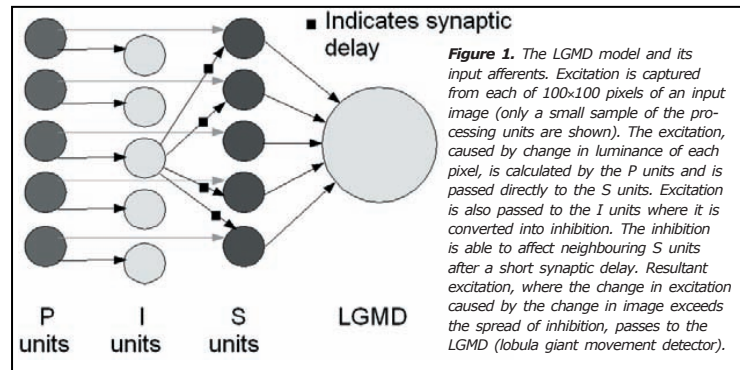 ■ Indicates synaptic
delay
P
units
I
units
S
units
LGMD
Figure 1. The LGMD model and its
input afferents. Excitation is captured
from each of 100×100 pixels of an input
image (only a small sample of the pro-
cessing units are shown). The excitation,
caused by change in luminance of each
pixel, is calculated by the P units and is
passed directly to the S units. Excitation
is also passed to the I units where it is
converted into inhibition. The inhibition
is able to affect neighbouring S units
after a short synaptic delay. Resultant
excitation, where the change in excitation
caused by the change in image exceeds
the spread of inhibition, passes to the
LGMD (lobula giant movement detector).